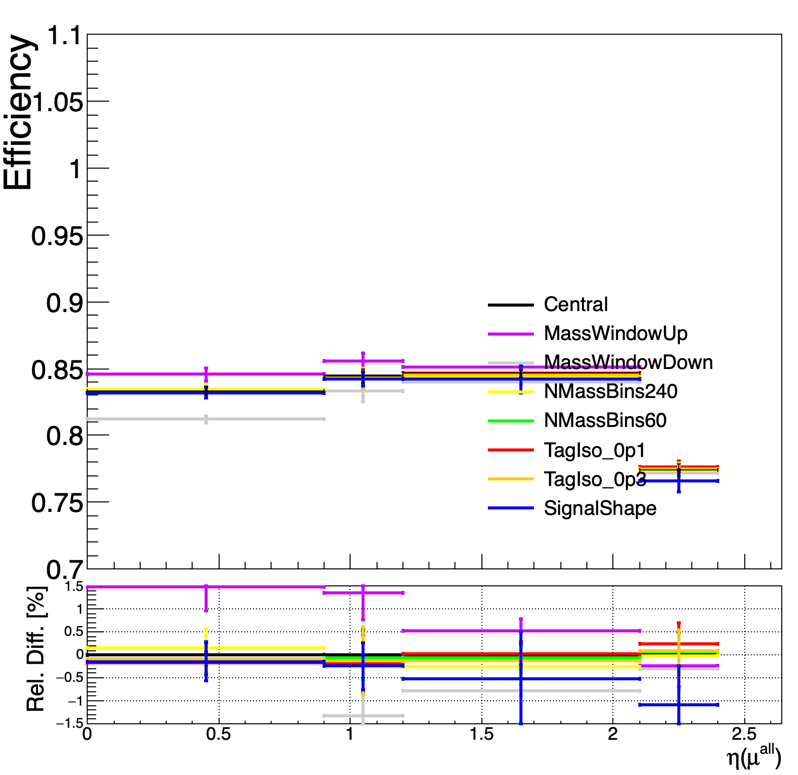 Efficiency
1.1
1.05
1
0.95
0.9
0.85
0.8
0.75
0.7
Central
MassWindowUp
MassWindowDown
NMassBins240
NMassBins60
TagIso_0p1
TagIso_0p3
SignalShape
Rel. Diff. [%]
1.5
1
0.5
0
−0.5
−1
−1.5
0 0.5 1 1.5 2 2.5
η(μ^all)